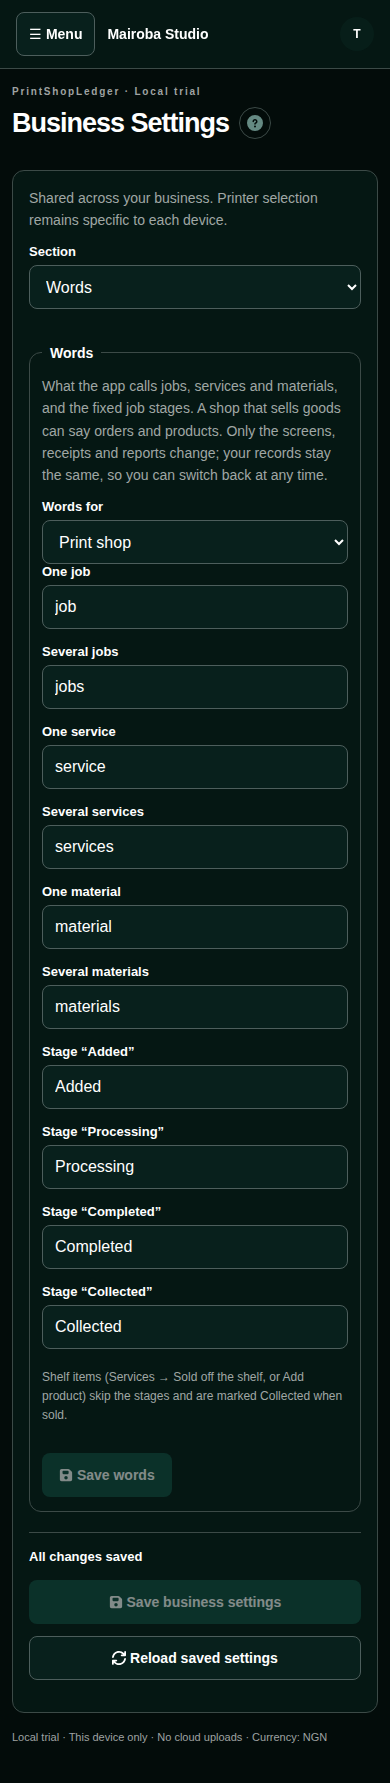 ☰ Menu Mairoba Studio T
PrintShopLedger · Local trial
Business Settings ?
Shared across your business. Printer selection
remains specific to each device.
Section
Words
Words
What the app calls jobs, services and materials,
and the fixed job stages. A shop that sells goods
can say orders and products. Only the screens,
receipts and reports change; your records stay
the same, so you can switch back at any time.
Words for
Print shop
One job
job
Several jobs
jobs
One service
service
Several services
services
One material
material
Several materials
materials
Stage “Added”
Added
Stage “Processing”
Processing
Stage “Completed”
Completed
Stage “Collected”
Collected
Shelf items (Services → Sold off the shelf, or Add
product) skip the stages and are marked Collected when
sold.
Save words
All changes saved
Save business settings
Reload saved settings
Local trial · This device only · No cloud uploads · Currency: NGN